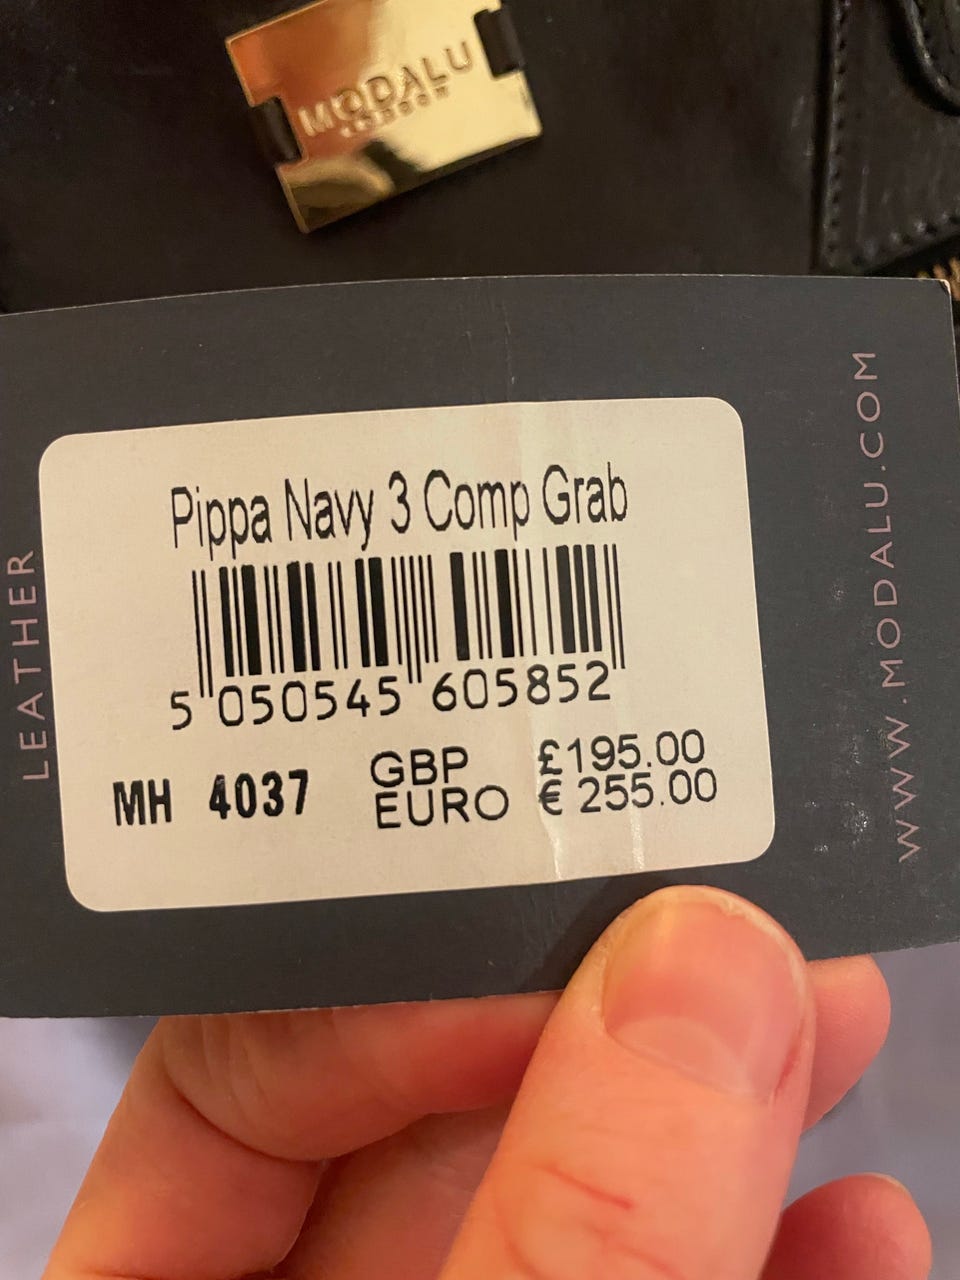 MODALU
LONDON
LEATHER
Pippa Navy 3 Comp Grab
5 050545 605852
MH 4037
GBP £195.00
EURO € 255.00
WWW.MODALU.COM